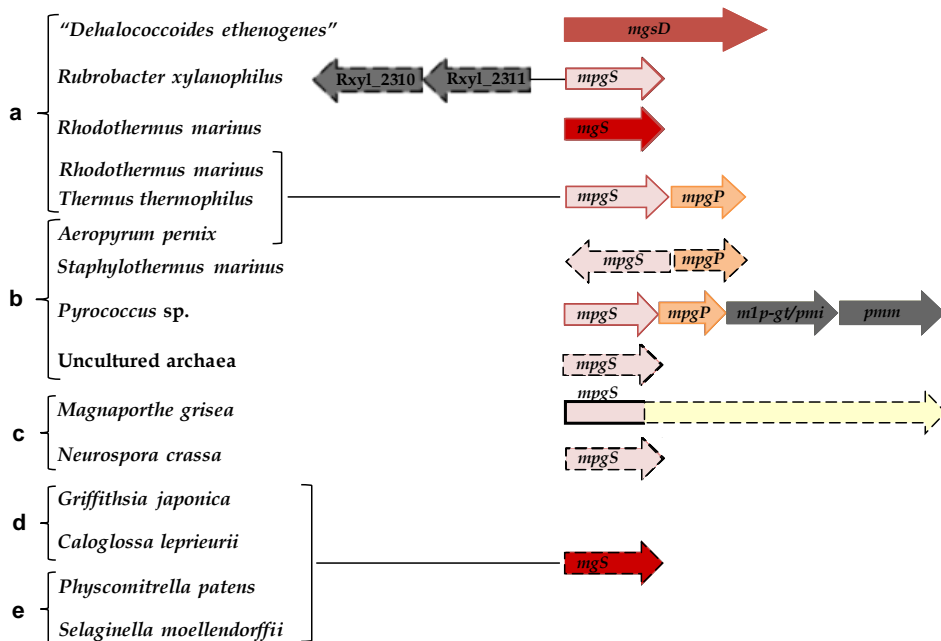 “Dehalococcoides ethenogenes” mgsD
Rubrobacter xylanophilus Rxyl_2310 Rxyl_2311 mpgS
a
Rhodothermus marinus mgS
Rhodothermus marinus
Thermus thermophilus mpgS mpgP
Aeropyrum pernix
Staphylothermus marinus mpgS mpgP
b
Pyrococcus sp. mpgS mpgP m1p-gt/pmi pmm
Uncultured archaea mpgS
mpgS
Magnaporthe grisea
c
Neurospora crassa mpgS
Griffithsia japonica
d
Caloglossa leprieurii
mgS
Physcomitrella patens
e
Selaginella moellendorffii